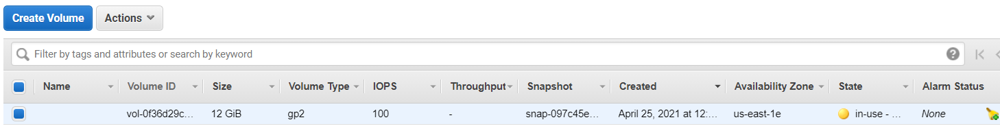 Create Volume Actions
Filter by tags and attributes or search by keyword
Name Volume ID Size Volume Type IOPS Throughput Snapshot Created Availability Zone State Alarm Status
vol-0f36d29c... 12 GiB gp2 100 - snap-097c45e... April 25, 2021 at 12:... us-east-1e in-use - ... None